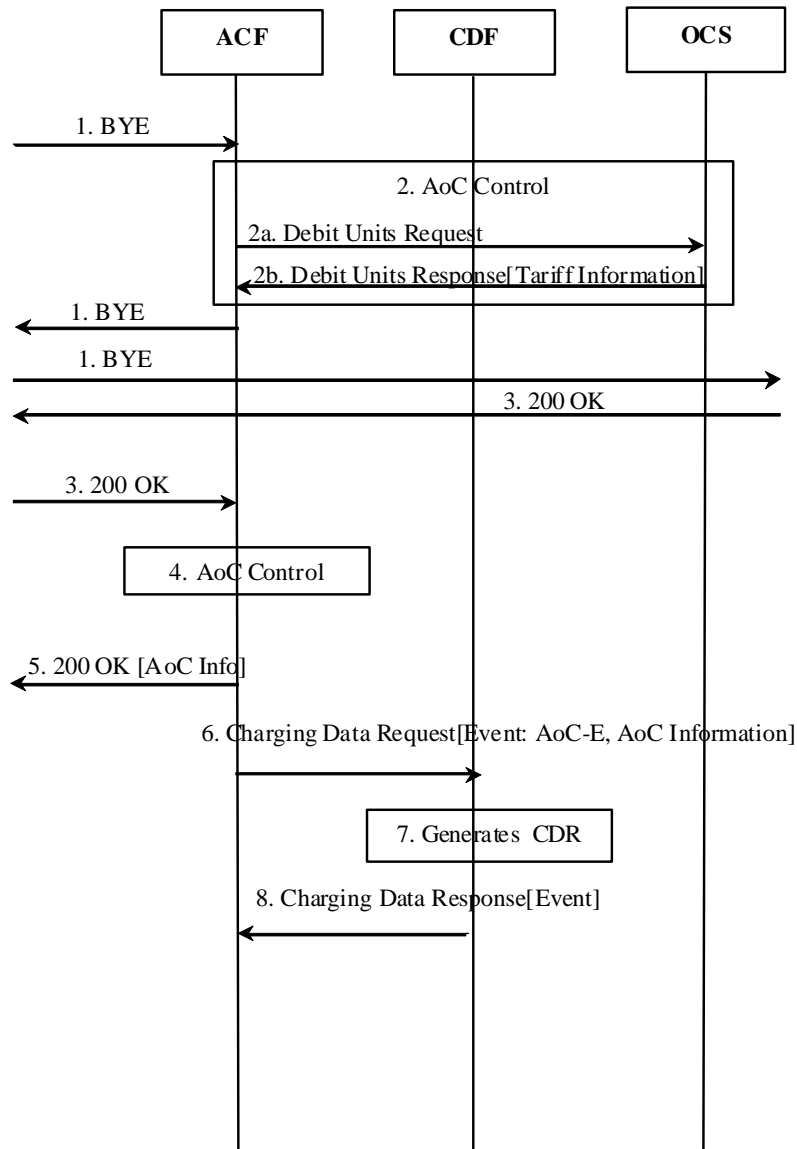 ACF
CDF
OCS
1. BYE
2. AoC Control
2a. Debit Units Request
2b. Debit Units Response[Tariff Information]
1. BYE
1. BYE
3. 200 OK
3. 200 OK
4. AoC Control
5. 200 OK [AoC Info]
6. Charging Data Request[Event: AoC-E, AoC Information]
7. Generates CDR
8. Charging Data Response[Event]